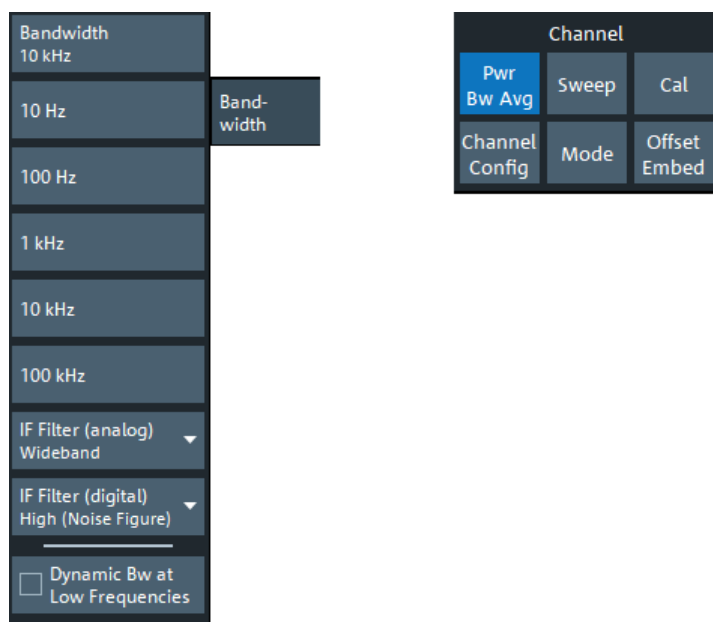 Bandwidth
10 kHz
10 Hz
100 Hz
1 kHz
10 kHz
100 kHz
IF Filter (analog)
Wideband
IF Filter (digital)
High (Noise Figure)
Dynamic Bw at
Low Frequencies
Band-
width
Channel
Pwr
Bw Avg
Sweep
Cal
Channel
Config
Mode
Offset
Embed